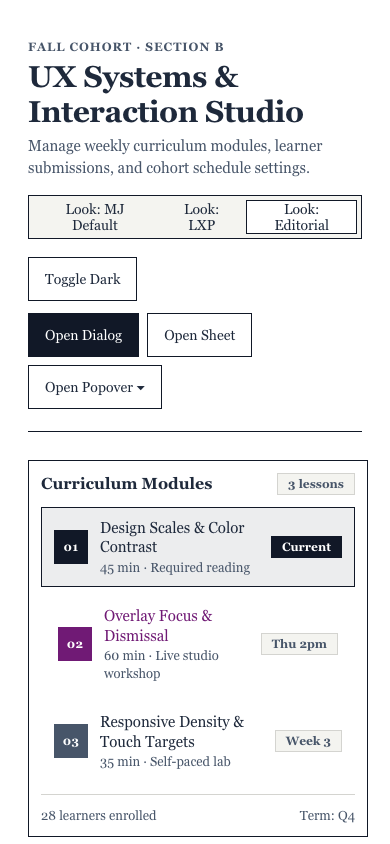 FALL COHORT · SECTION B
UX Systems &
Interaction Studio
Manage weekly curriculum modules, learner
submissions, and cohort schedule settings.
Look: MJ
Default
Look:
LXP
Look:
Editorial
Toggle Dark
Open Dialog
Open Sheet
Open Popover
Curriculum Modules
3 lessons
01
Design Scales & Color
Contrast
45 min · Required reading
Current
02
Overlay Focus &
Dismissal
60 min · Live studio
workshop
Thu 2pm
03
Responsive Density &
Touch Targets
35 min · Self-paced lab
Week 3
28 learners enrolled
Term: Q4